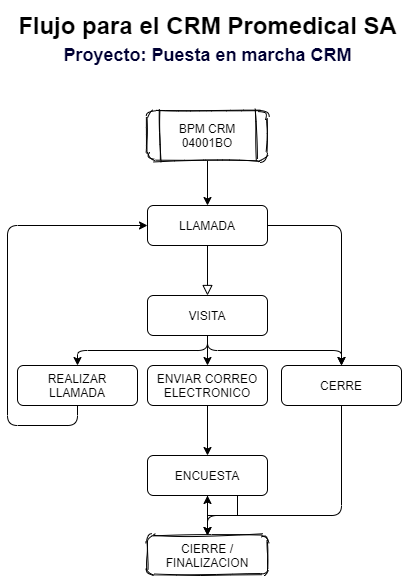 Flujo para el CRM Promedical SA
Proyecto: Puesta en marcha CRM
BPM CRM
04001BO
LLAMADA
VISITA
REALIZAR
LLAMADA
ENVIAR CORREO
ELECTRONICO
CERRE
ENCUESTA
CIERRE /
FINALIZACION